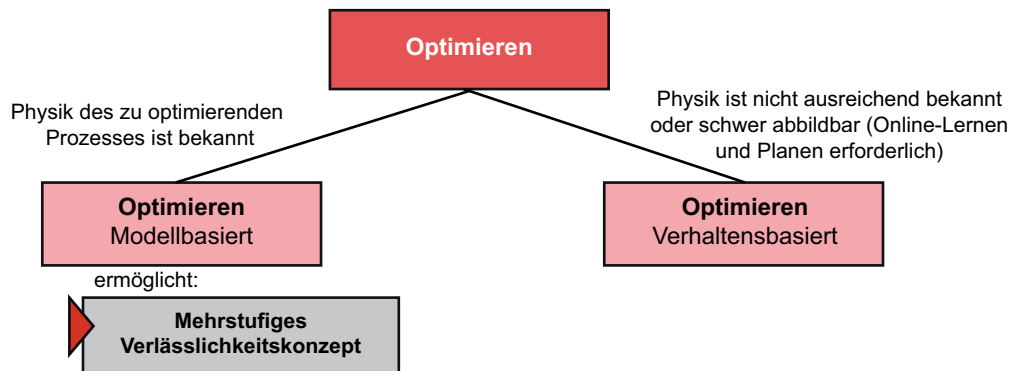 Optimieren
Physik des zu optimierenden
Prozesses ist bekannt
Physik ist nicht ausreichend bekannt
oder schwer abbildbar (Online-Lernen
und Planen erforderlich)
Optimieren
Modellbasiert
Optimieren
Verhaltensbasiert
ermöglicht:
Mehrstufiges
Verlässlichkeitskonzept